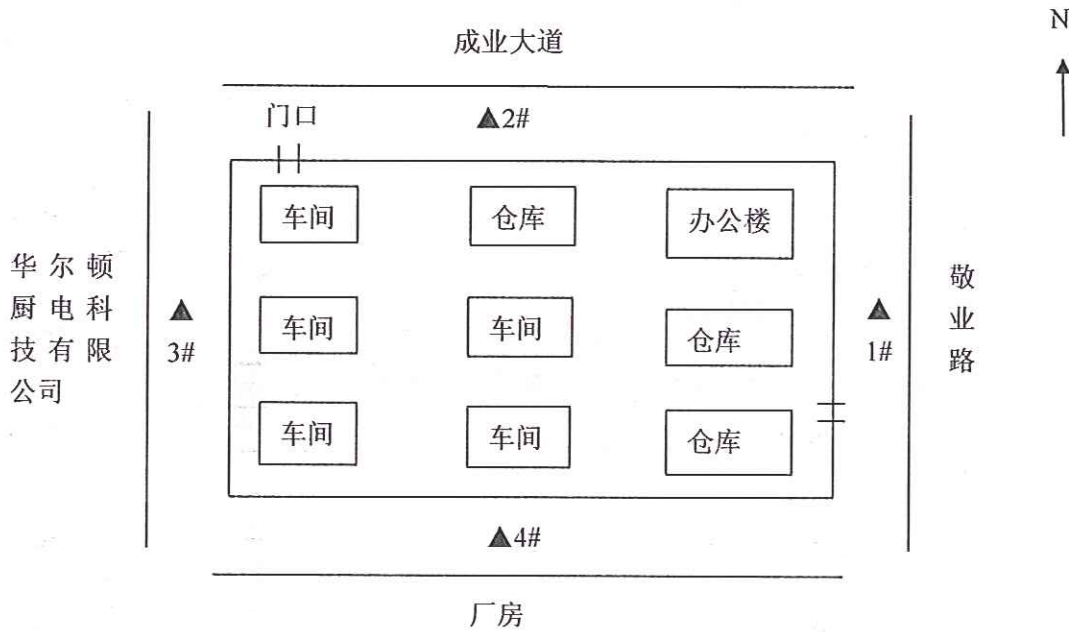 N
成业大道
门口
▲2#
车间
仓库
办公楼
华尔顿
厨电科
技有限
公司
▲
3#
车间
车间
仓库
▲
1#
敬
业
路
车间
车间
仓库
▲4#
厂房